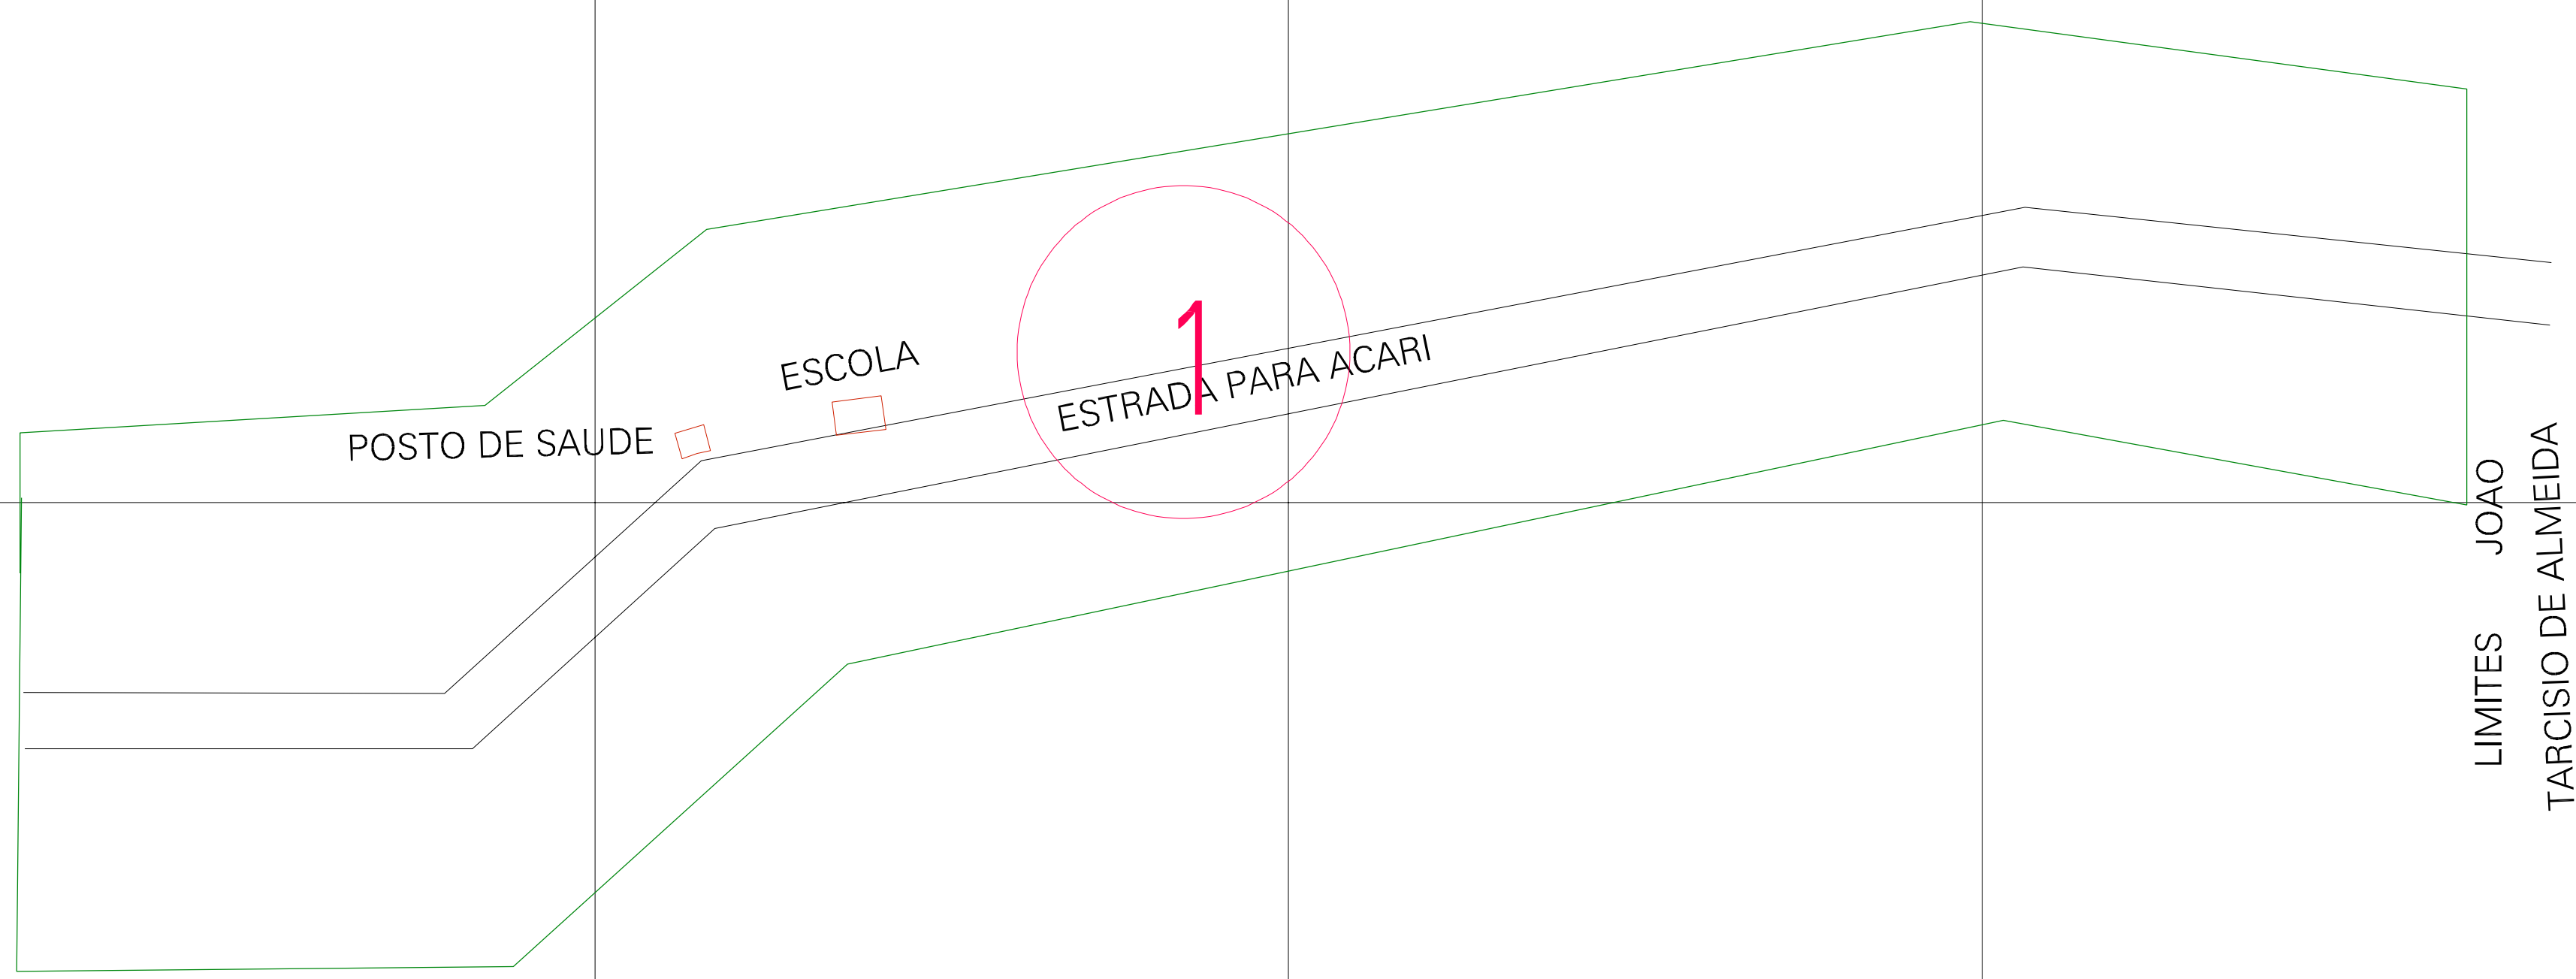 ESCOLA
POSTO DE SAUDE
1
ESTRADA PARA ACARI
LIMITES JOAO
TARCISIO DE ALMEIDA